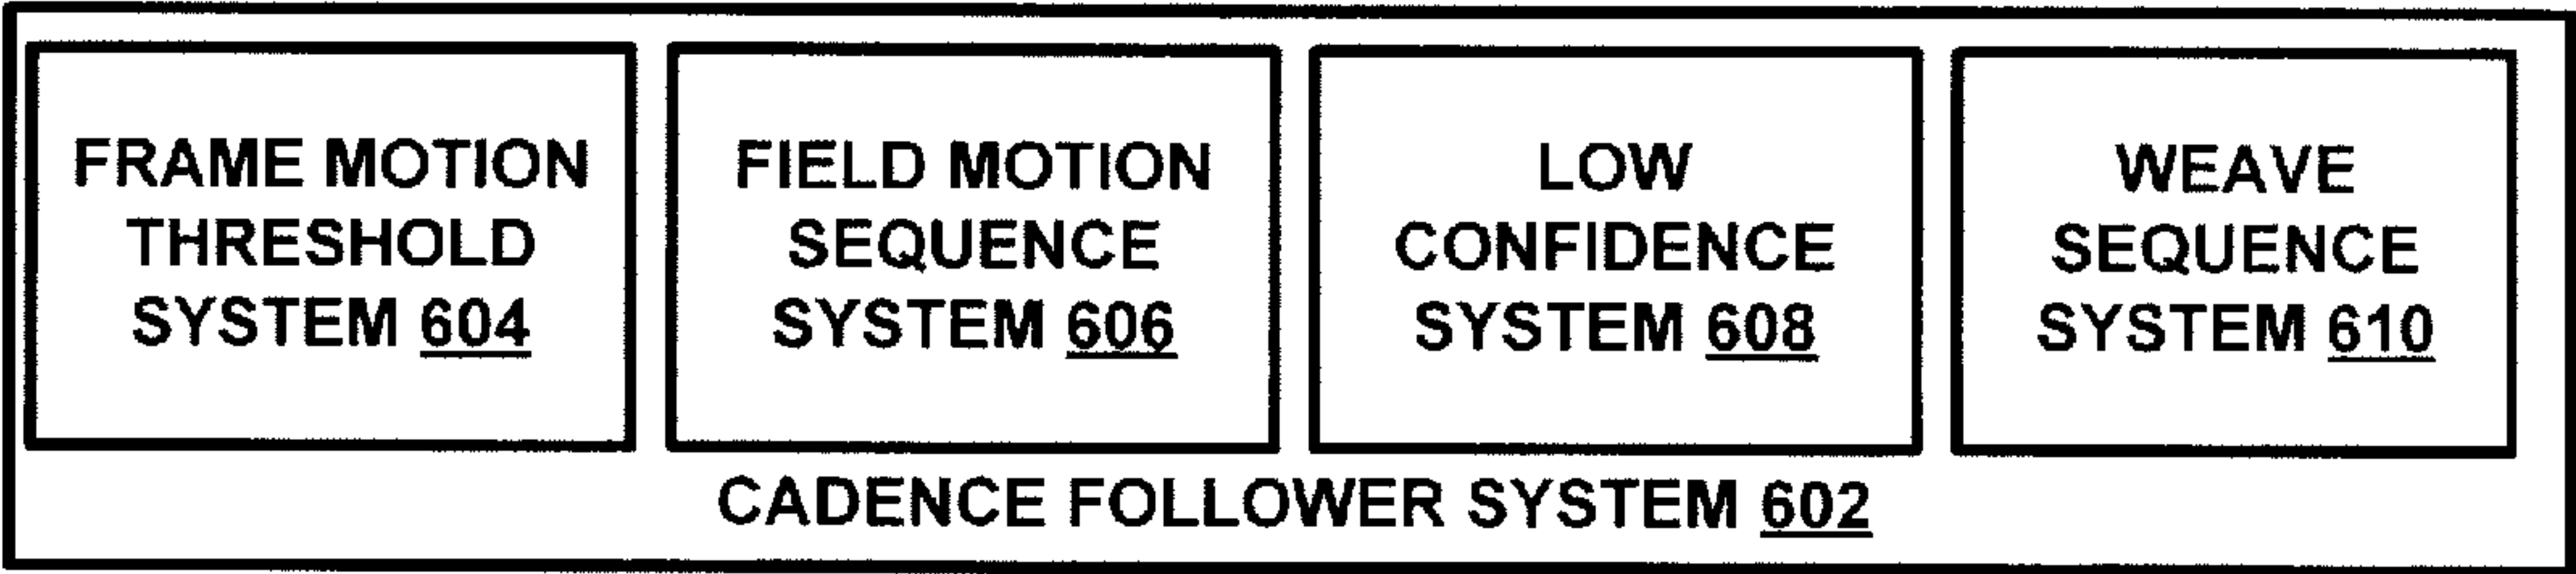 FRAME MOTION
THRESHOLD
SYSTEM 604
FIELD MOTION
SEQUENCE
SYSTEM 606
LOW
CONFIDENCE
SYSTEM 608
WEAVE
SEQUENCE
SYSTEM 610
CADENCE FOLLOWER SYSTEM 602